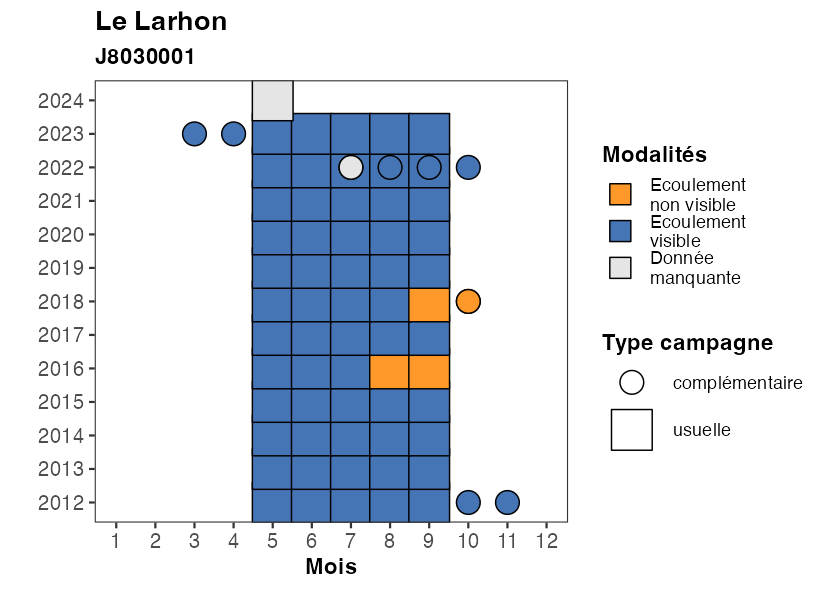 Le Larhon
J8030001
2024
2023
2022
2021
2020
2019
2018
2017
2016
2015
2014
2013
2012
1 2 3 4 5 6 7 8 9 10 11 12
Mois
Modalités
Ecoulement
non visible
Ecoulement
visible
Donnée
manquante
Type campagne
complémentaire
usuelle